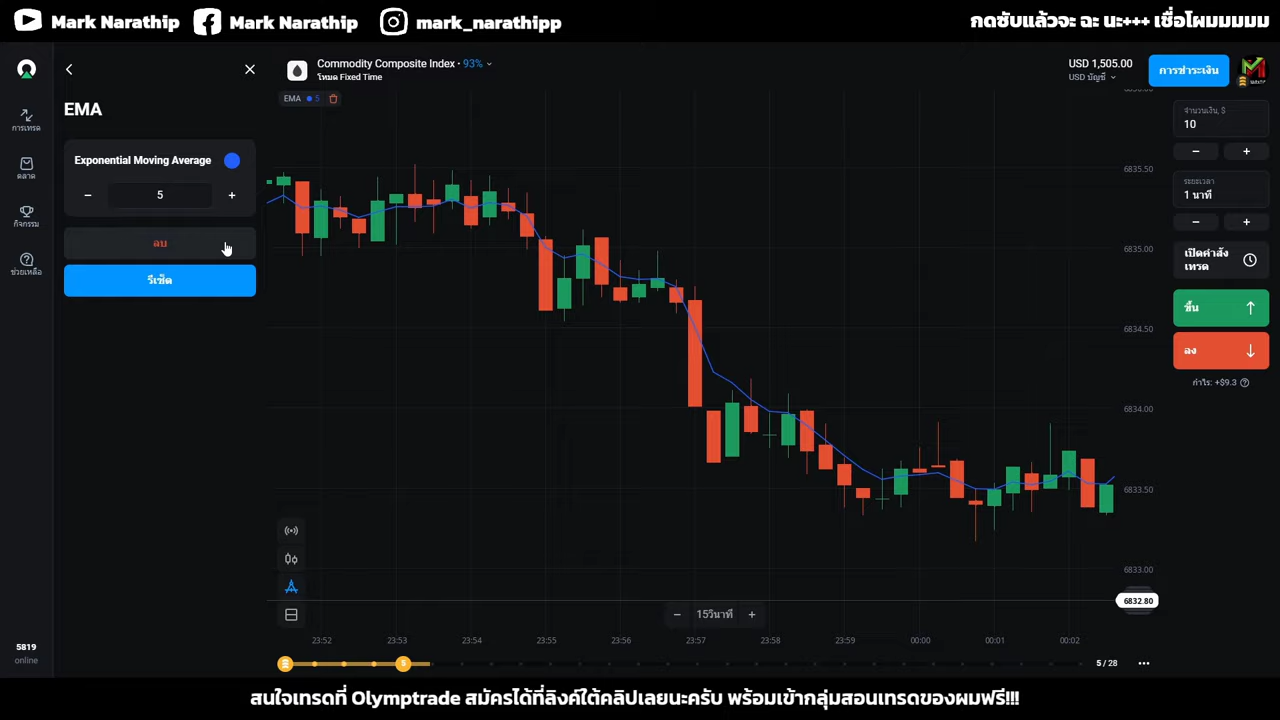 Mark Narathip
Mark Narathip
mark_narathipp
กดซับแล้วจะ ฉะ นะ+++ เชื่อโผมมมมม
EMA
Exponential Moving Average
− 5 +
ลบ
รีเซ็ต
การเทรด
ตลาด
กิจกรรม
ช่วยเหลือ
5819
online
Commodity Composite Index • 93%
โหมด Fixed Time
EMA 5
USD 1,505.00
USD บัญชี
การชำระเงิน
จำนวนเงิน, $
10
− +
ระยะเวลา
1 นาที
− +
เปิดคำสั่ง
เทรด
ขึ้น ↑
ลง ↓
กำไร: +$9.3
6835.50
6835.00
6834.50
6834.00
6833.50
6833.00
6832.80
− 15วินาที +
23:52 23:53 23:54 23:55 23:56 23:57 23:58 23:59 00:00 00:01 00:02
5
5 / 28
สนใจเทรดที่ Olymptrade สมัครได้ที่ลิงค์ใต้คลิปเลยนะครับ พร้อมเข้ากลุ่มสอนเทรดของผมฟรี!!!